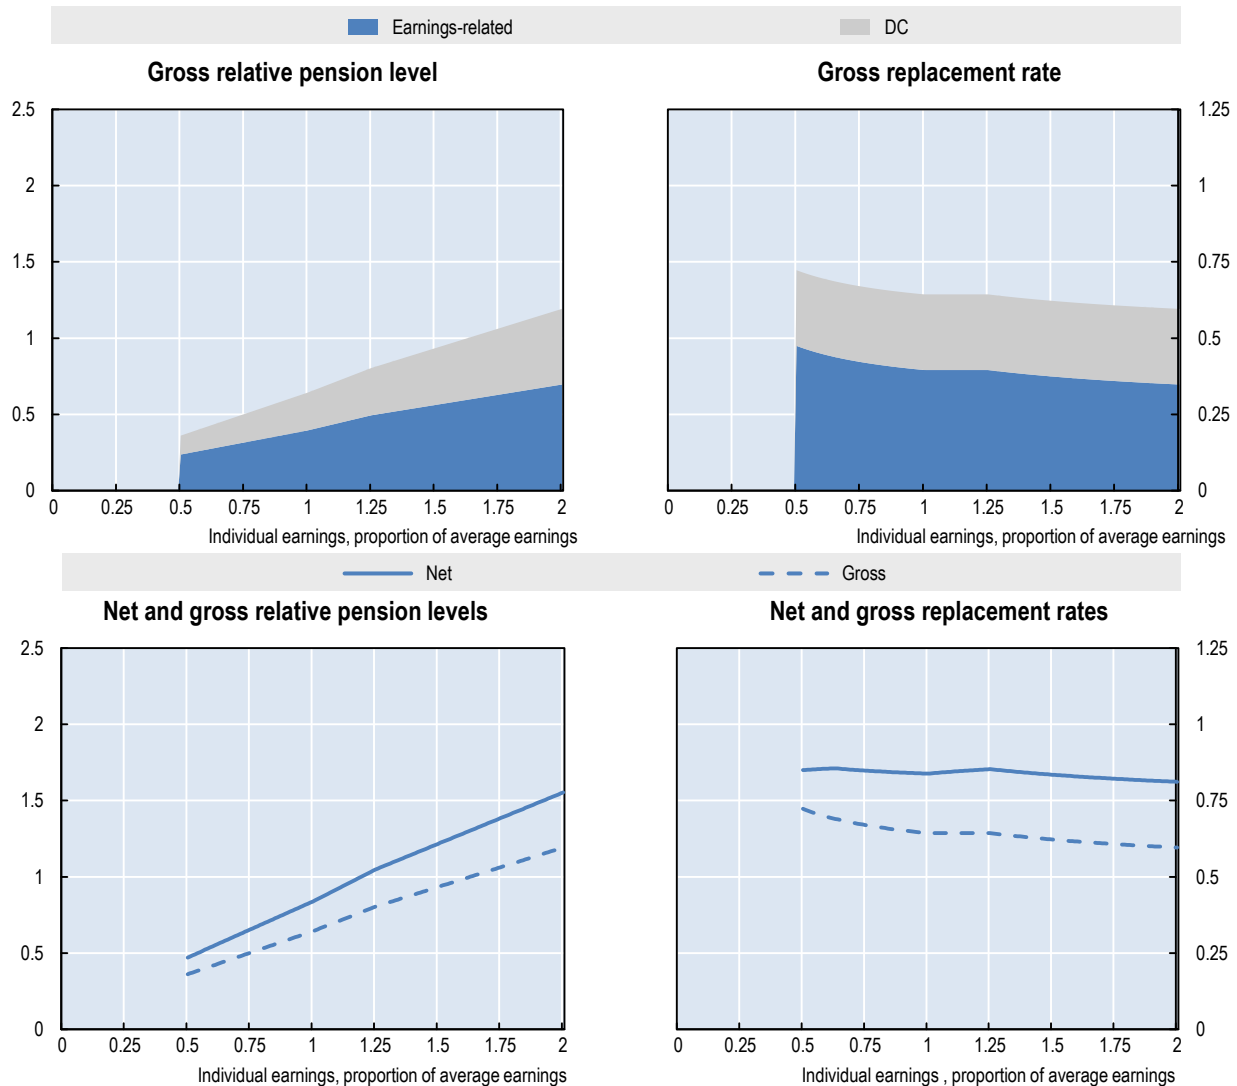 Earnings-related DC
Gross relative pension level
2.5
2
1.5
1
0.5
0
0 0.25 0.5 0.75 1 1.25 1.5 1.75 2
Individual earnings, proportion of average earnings
Gross replacement rate
1.25
1
0.75
0.5
0.25
0
0 0.25 0.5 0.75 1 1.25 1.5 1.75 2
Individual earnings, proportion of average earnings
Net Gross
Net and gross relative pension levels
2.5
2
1.5
1
0.5
0
0 0.25 0.5 0.75 1 1.25 1.5 1.75 2
Individual earnings, proportion of average earnings
Net and gross replacement rates
1.25
1
0.75
0.5
0.25
0
0 0.25 0.5 0.75 1 1.25 1.5 1.75 2
Individual earnings , proportion of average earnings